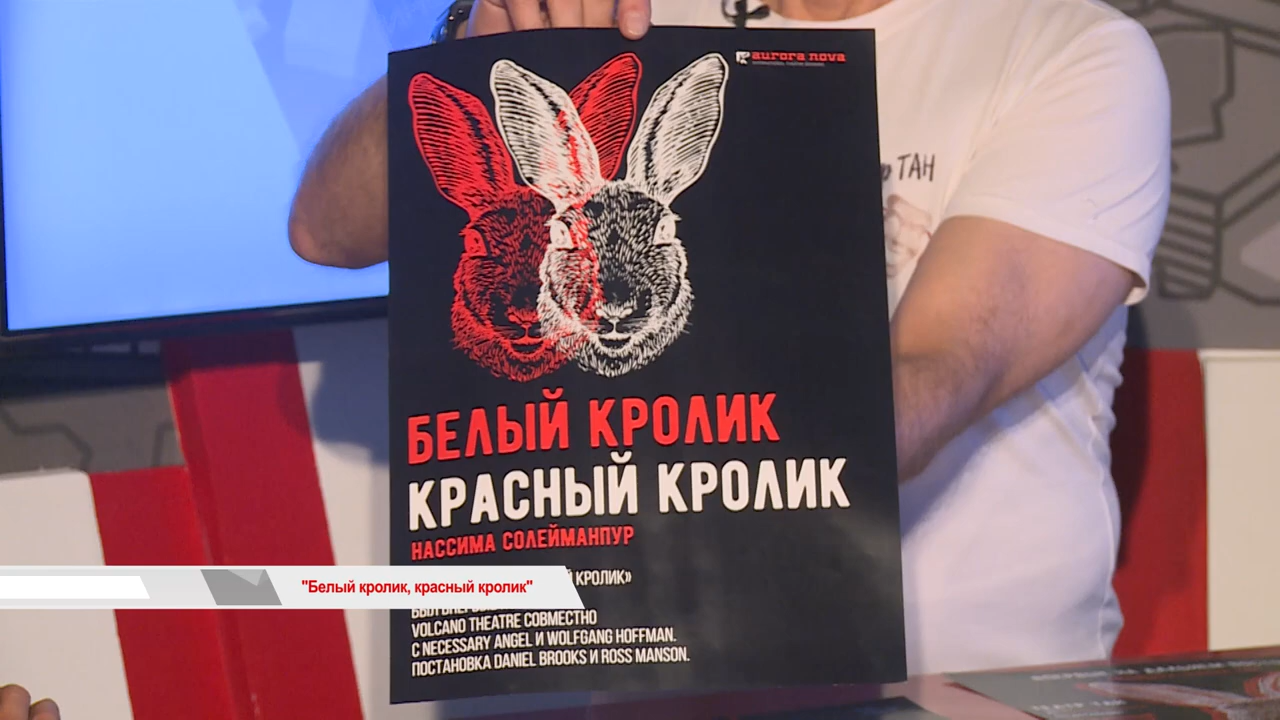 aurora nova
ТАН
БЕЛЫЙ КРОЛИК
КРАСНЫЙ КРОЛИК
НАССИМА СОЛЕЙМАНПУР
"Белый кролик, красный кролик"
КРОЛИК»
VOLCANO THEATRE СОВМЕСТНО
С NECESSARY ANGEL И WOLFGANG HOFFMAN.
ПОСТАНОВКА DANIEL BROOKS И ROSS MANSON.